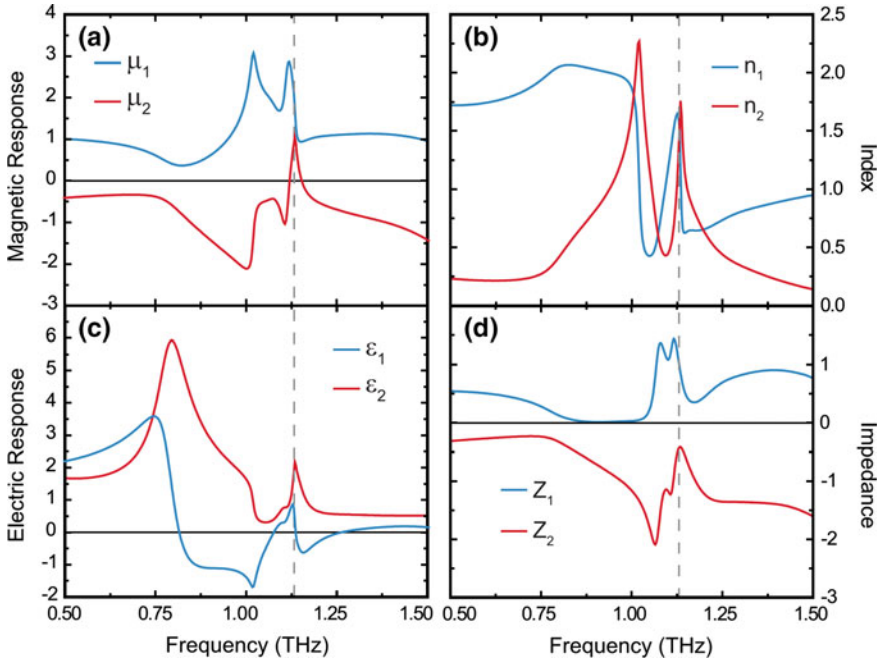 (a)
μ₁
μ₂
Magnetic Response
4
3
2
1
0
-1
-2
-3
(b)
n₁
n₂
2.5
2.0
1.5
1.0
0.5
0.0
Index
(c)
ε₁
ε₂
Electric Response
6
5
4
3
2
1
0
-1
-2
0.50 0.75 1.00 1.25 1.50
Frequency (THz)
(d)
Z₁
Z₂
1
0
-1
-2
-3
Impedance
0.50 0.75 1.00 1.25 1.50
Frequency (THz)